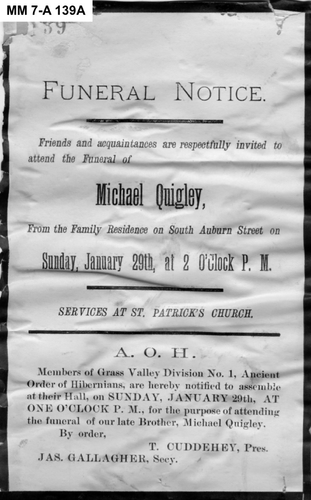 MM 7-A 139A
FUNERAL NOTICE.
Friends and acquaintances are respectfully invited to
attend the Funeral of
Michael Quigley,
From the Family Residence on South Auburn Street on
Sunday, January 29th, at 2 O'Clock P. M.
SERVICES AT ST. PATRICK'S CHURCH.
A. O. H.
Members of Grass Valley Division No. 1, Ancient
Order of Hibernians, are hereby notified to assemble
at their Hall, on SUNDAY, JANUARY 29th, AT
ONE O'CLOCK P. M., for the purpose of attending
the funeral of our late Brother, Michael Quigley.
By order,
T. CUDDEHEY, Pres.
JAS. GALLAGHER, Secy.